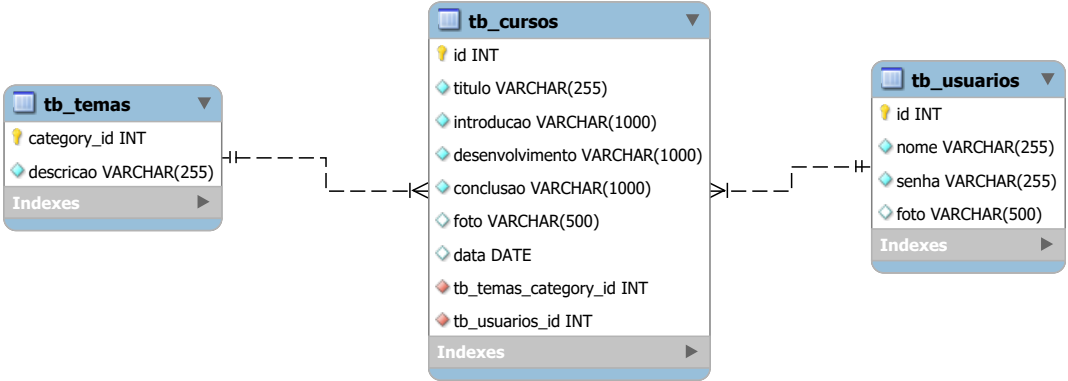 tb_temas
category_id INT
descricao VARCHAR(255)
Indexes
tb_cursos
id INT
titulo VARCHAR(255)
introducao VARCHAR(1000)
desenvolvimento VARCHAR(1000)
conclusao VARCHAR(1000)
foto VARCHAR(500)
data DATE
tb_temas_category_id INT
tb_usuarios_id INT
Indexes
tb_usuarios
id INT
nome VARCHAR(255)
senha VARCHAR(255)
foto VARCHAR(500)
Indexes